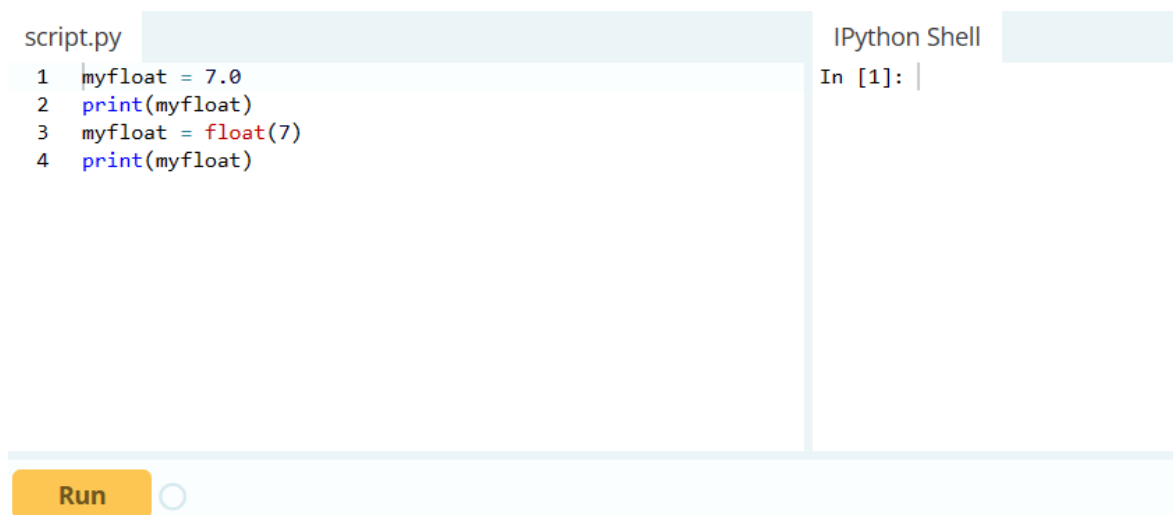 script.py
1 myfloat = 7.0
2 print(myfloat)
3 myfloat = float(7)
4 print(myfloat)
IPython Shell
In [1]:
Run